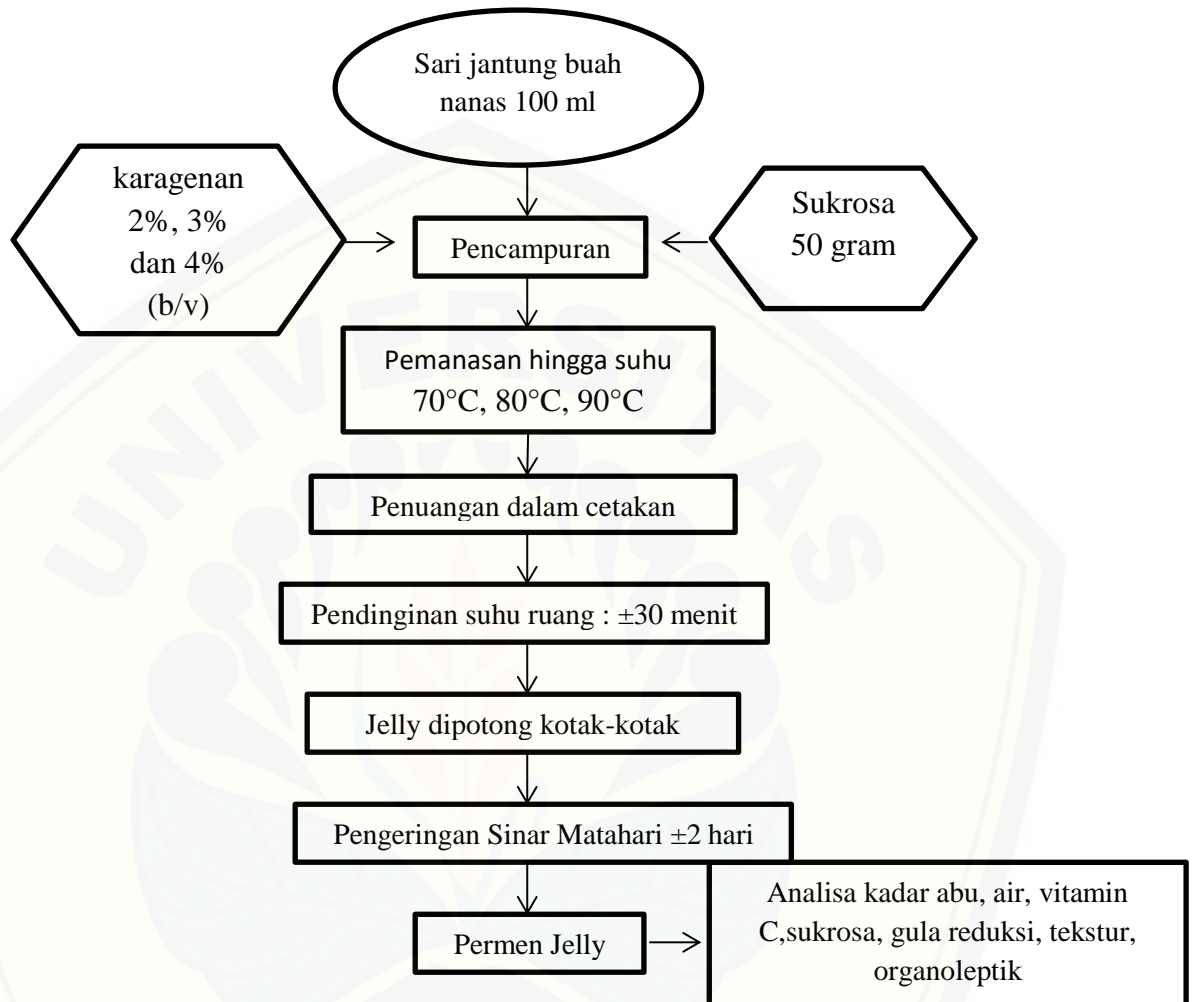 Sari jantung buah
nanas 100 ml
karagenan
2%, 3%
dan 4%
(b/v)
Pencampuran
Sukrosa
50 gram
Pemanasan hingga suhu
70°C, 80°C, 90°C
Penuangan dalam cetakan
Pendinginan suhu ruang : ±30 menit
Jelly dipotong kotak-kotak
Pengeringan Sinar Matahari ±2 hari
Permen Jelly
Analisa kadar abu, air, vitamin
C,sukrosa, gula reduksi, tekstur,
organoleptik
UNIVERSITAS